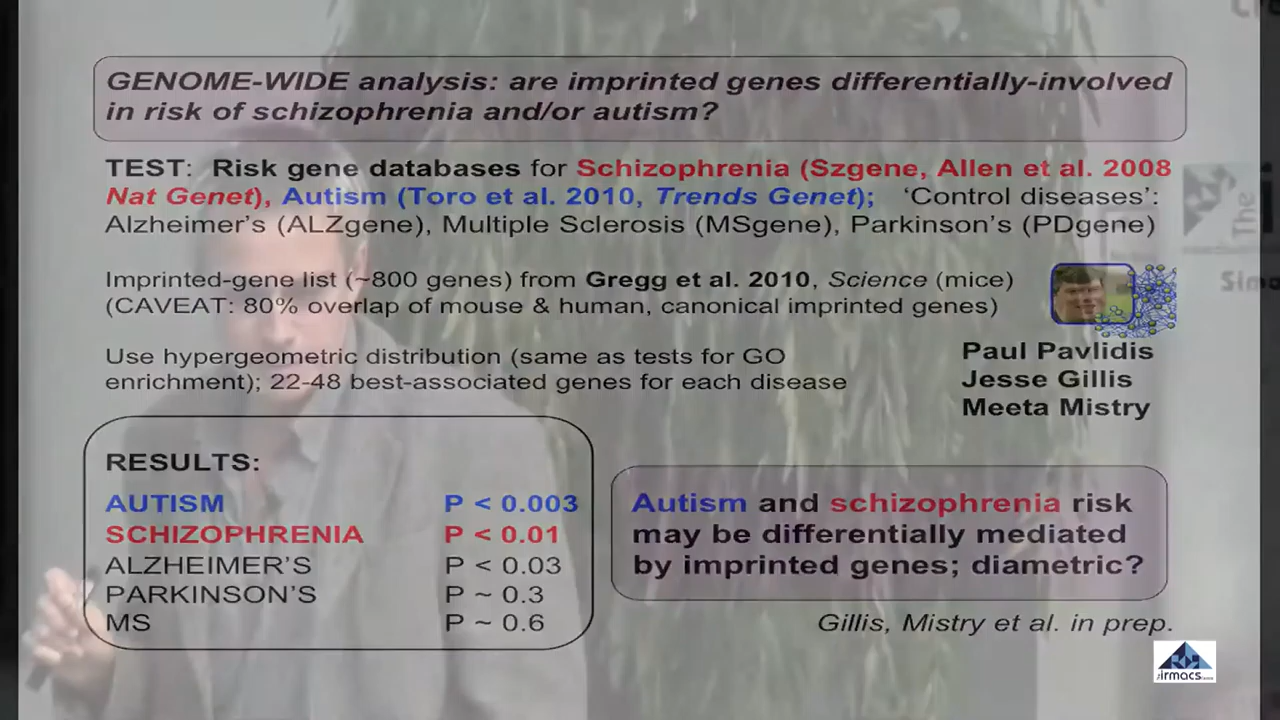 GENOME-WIDE analysis: are imprinted genes differentially-involved
in risk of schizophrenia and/or autism?
TEST: Risk gene databases for Schizophrenia (Szgene, Allen et al. 2008
Nat Genet), Autism (Toro et al. 2010, Trends Genet); ‘Control diseases’:
Alzheimer’s (ALZgene), Multiple Sclerosis (MSgene), Parkinson’s (PDgene)
Imprinted-gene list (~800 genes) from Gregg et al. 2010, Science (mice)
(CAVEAT: 80% overlap of mouse & human, canonical imprinted genes)
Use hypergeometric distribution (same as tests for GO
enrichment); 22-48 best-associated genes for each disease
Paul Pavlidis
Jesse Gillis
Meeta Mistry
RESULTS:
AUTISM P < 0.003
SCHIZOPHRENIA P < 0.01
ALZHEIMER’S P < 0.03
PARKINSON’S P ~ 0.3
MS P ~ 0.6
Autism and schizophrenia risk
may be differentially mediated
by imprinted genes; diametric?
Gillis, Mistry et al. in prep.
The
irmacs